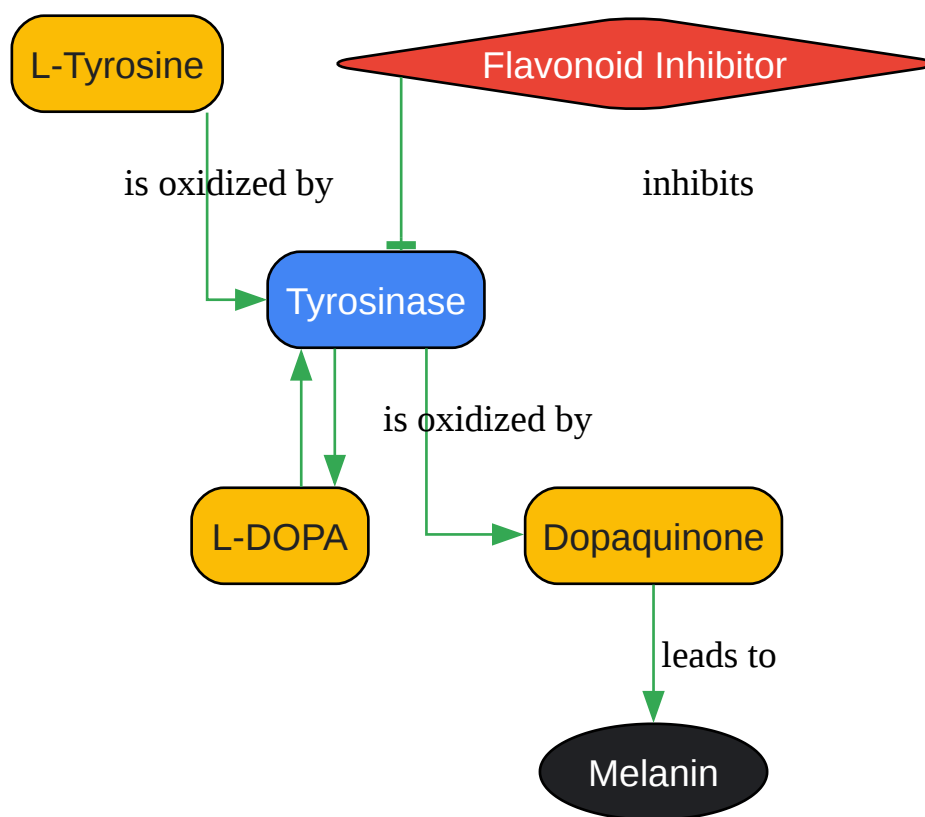 L-Tyrosine
Flavonoid Inhibitor
is oxidized by
inhibits
Tyrosinase
is oxidized by
L-DOPA
Dopaquinone
leads to
Melanin